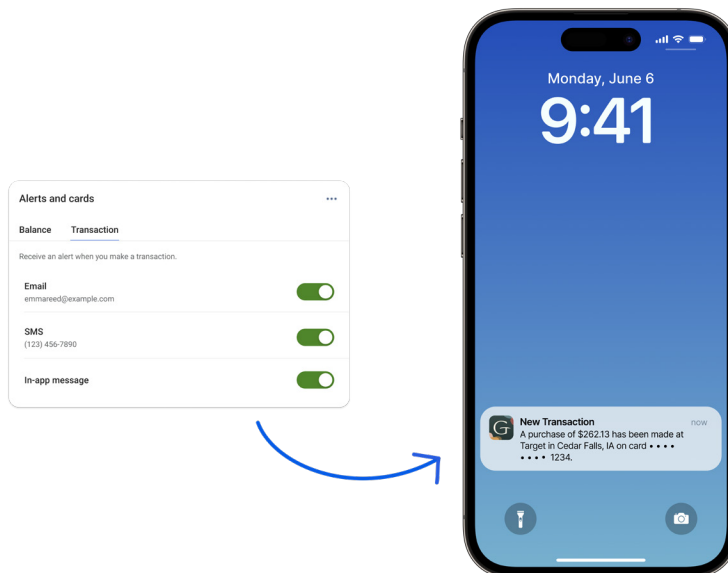 Alerts and cards
Balance Transaction
Receive an alert when you make a transaction.
Email
emmareed@example.com
SMS
(123) 456-7890
In-app message
Monday, June 6
9:41
G
New Transaction now
A purchase of $262.13 has been made at
Target in Cedar Falls, IA on card • • • •
• • • • 1234.